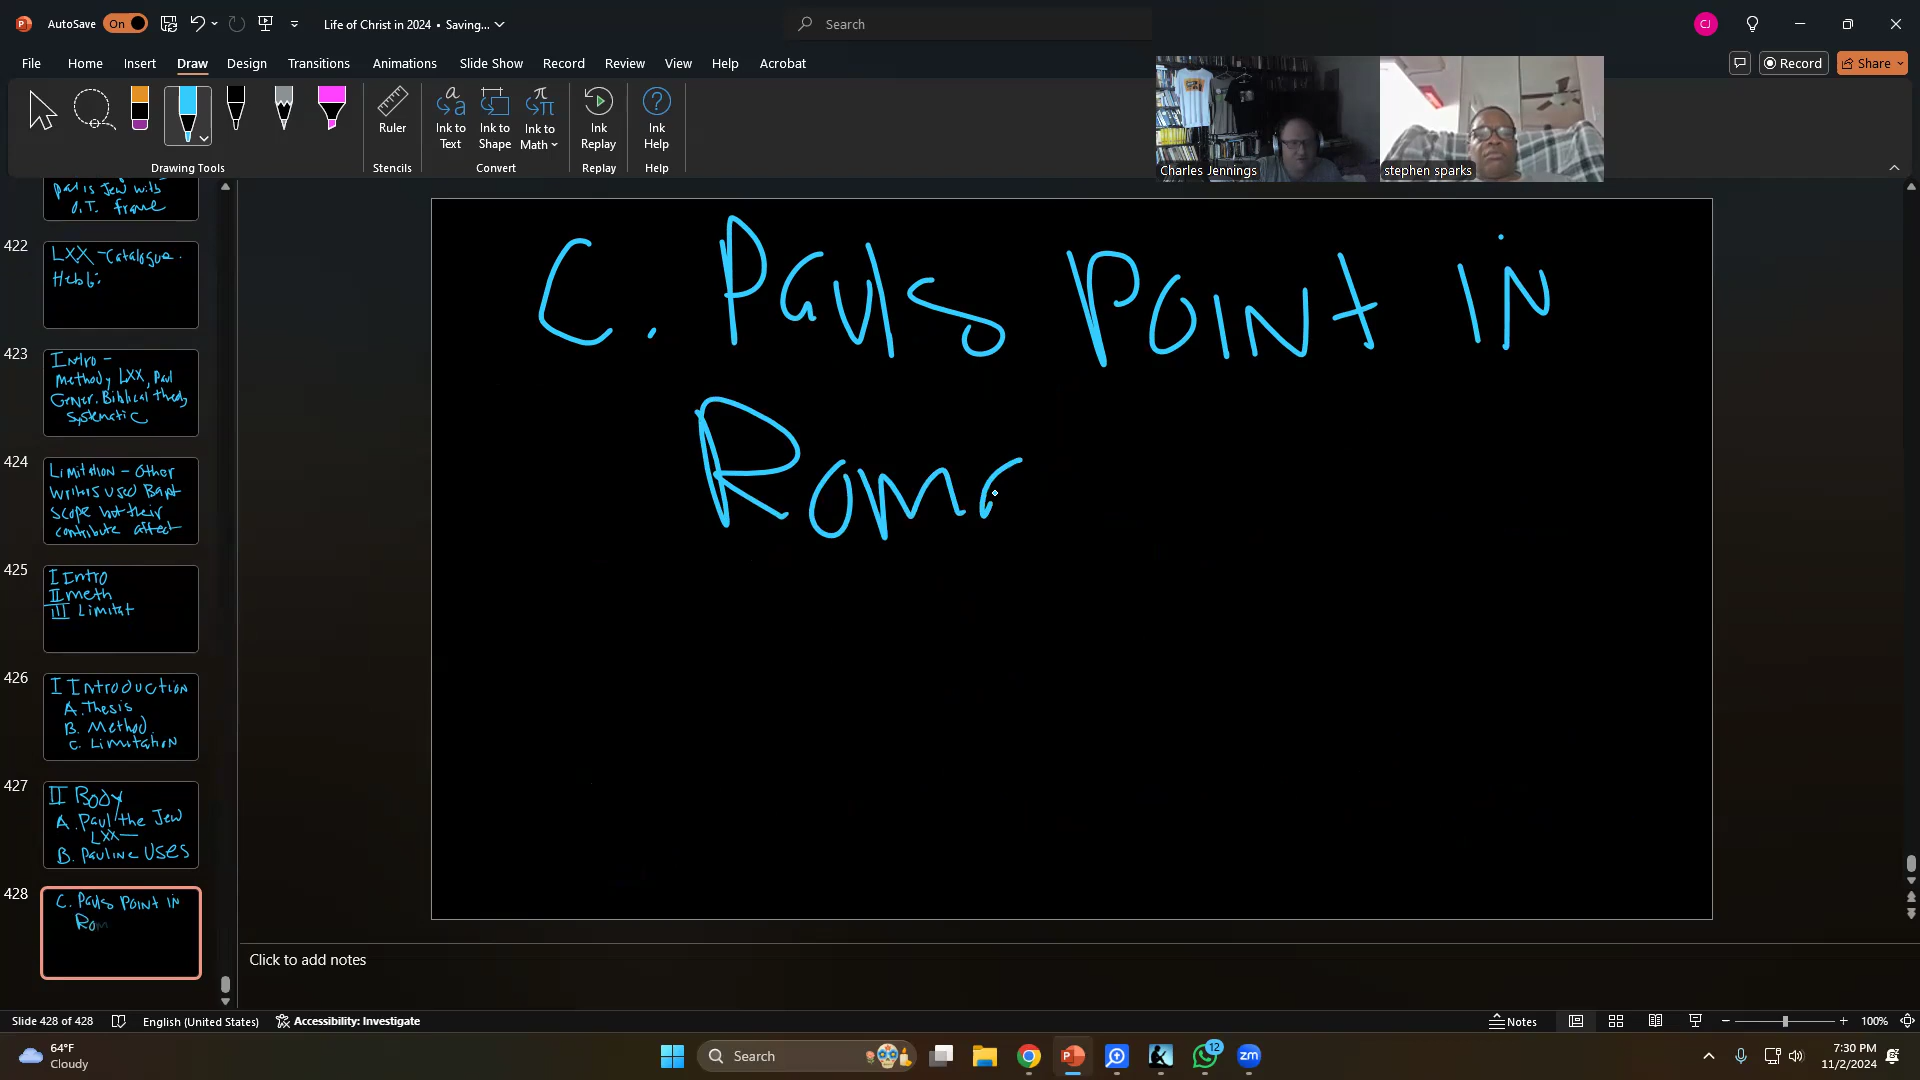 AutoSave On Life of Christ in 2024 • Saving... Search CJ
File Home Insert Draw Design Transitions Animations Slide Show Record Review View Help Acrobat Record Share
Ruler
Ink to Text
Ink to Shape
Ink to Math
Ink Replay
Ink Help
Drawing Tools Stencils Convert Replay Help
Charles Jennings
stephen sparks
O.T. frame
422
LXX - Catalogue.
423
Intro -
Method, LXX, Paul
Systematic
424
Limitation - Other
writers used Bapt
scope but their
contribute affect
425
I Intro
II meth
III Limitat
426
I Introduction
A. Thesis
B. Method
C. Limitation
427
II Body
A. Paul the Jew
LXX —
B. Pauline Uses
428
C. Pauls Point in
Rom
C. Pauls Point in
Rom
Click to add notes
Slide 428 of 428 English (United States) Accessibility: Investigate Notes 100%
64°F
Cloudy
Search
12
zm
7:30 PM
11/2/2024